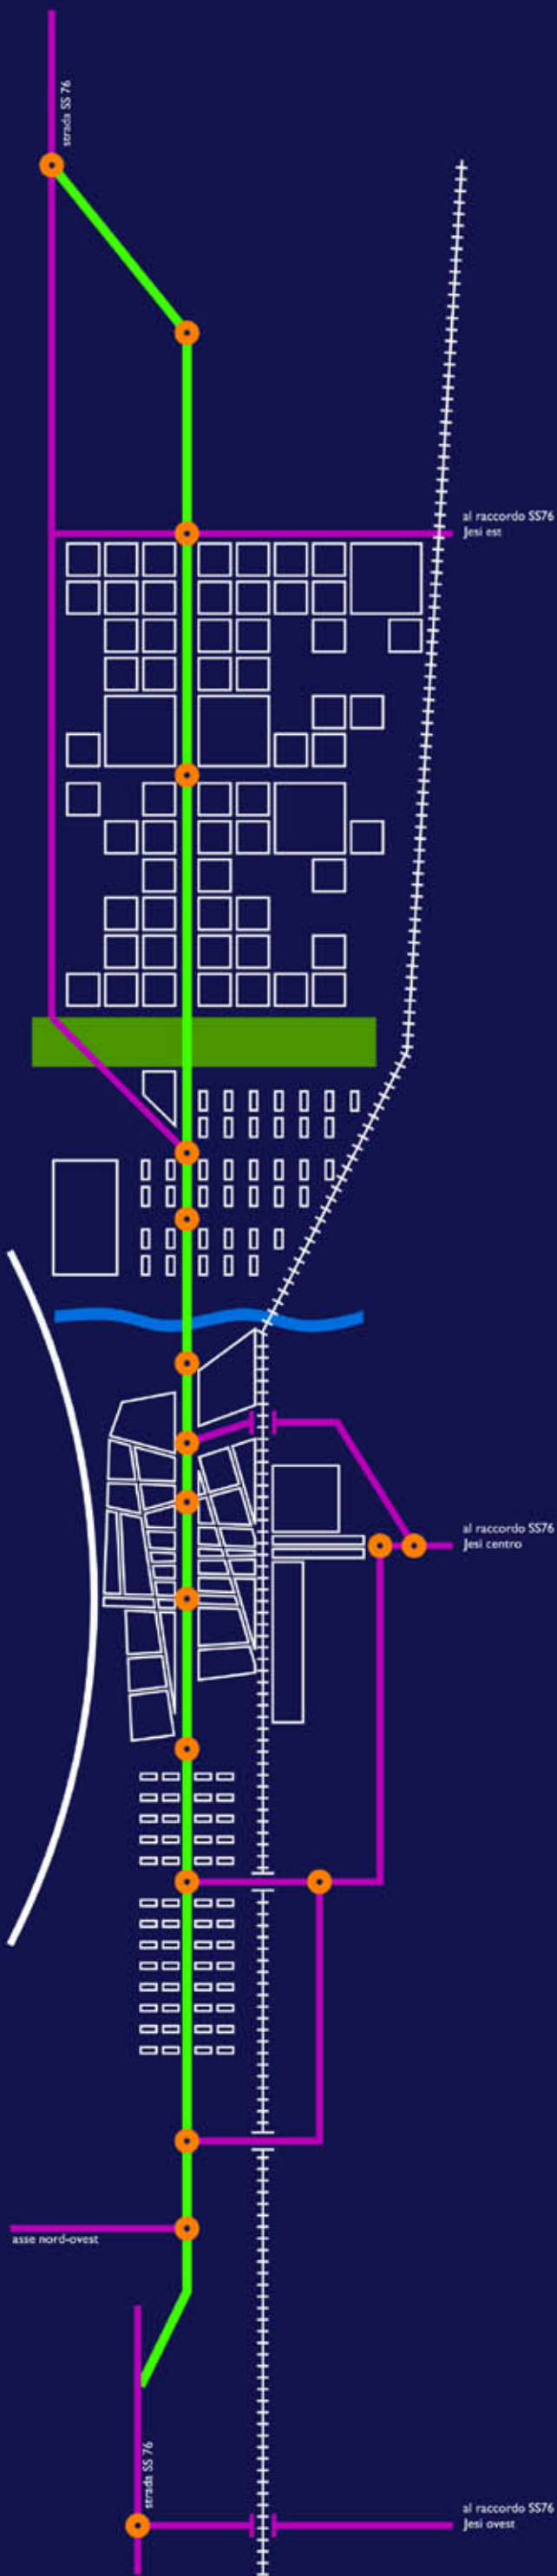 strada SS 76
al raccordo SS76
Jesi est
al raccordo SS76
Jesi centro
asse nord-ovest
strada SS 76
al raccordo SS76
Jesi ovest